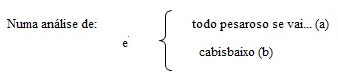 Numa análise de:
todo pesaroso se vai... (a)
e
cabisbaixo (b)